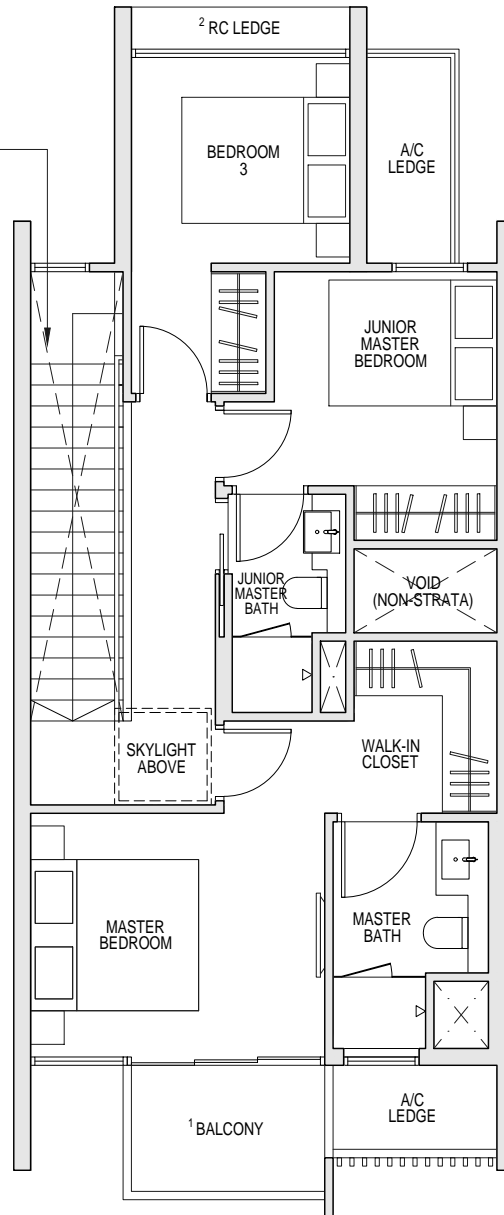 ² RC LEDGE
BEDROOM
3
A/C
LEDGE
JUNIOR
MASTER
BEDROOM
JUNIOR
MASTER
BATH
VOID
(NON-STRATA)
SKYLIGHT
ABOVE
WALK-IN
CLOSET
MASTER
BEDROOM
MASTER
BATH
¹ BALCONY
A/C
LEDGE